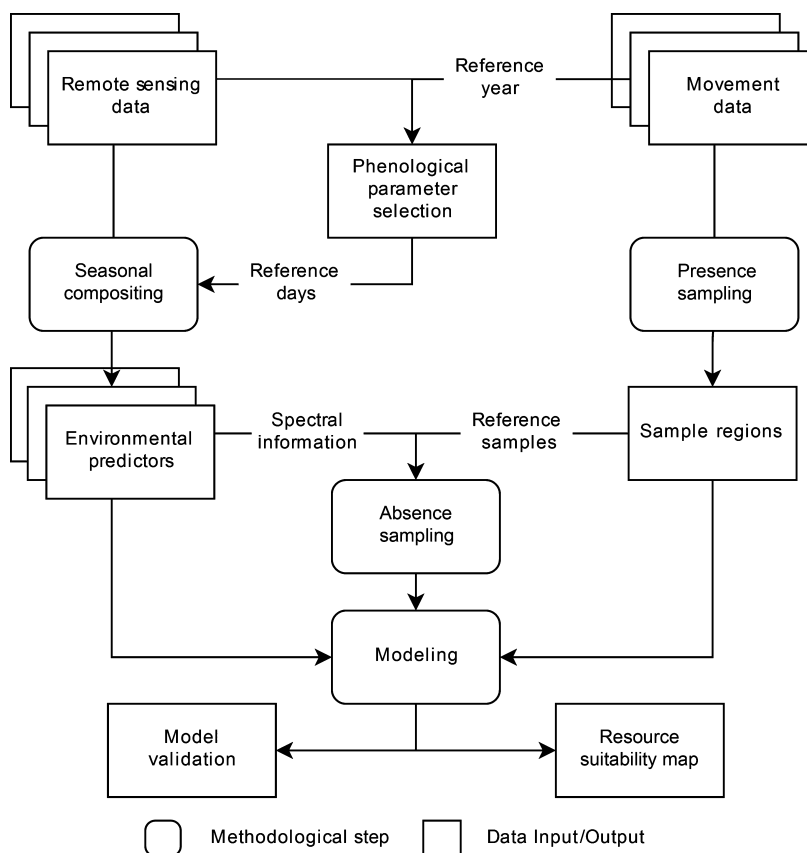 Remote sensing
data
Reference
year
Movement
data
Phenological
parameter
selection
Seasonal
compositing
Reference
days
Presence
sampling
Environmental
predictors
Spectral
information
Reference
samples
Sample regions
Absence
sampling
Modeling
Model
validation
Resource
suitability map
Methodological step
Data Input/Output